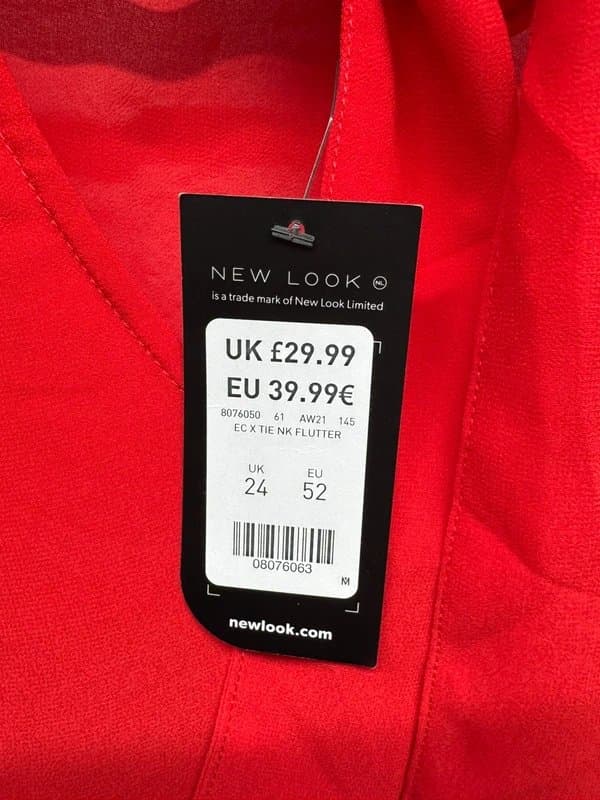 NEW LOOK NL
is a trade mark of New Look Limited
UK £29.99
EU 39.99€
8076050 61 AW21 145
EC X TIE NK FLUTTER
UK EU
24 52
08076063
M
newlook.com